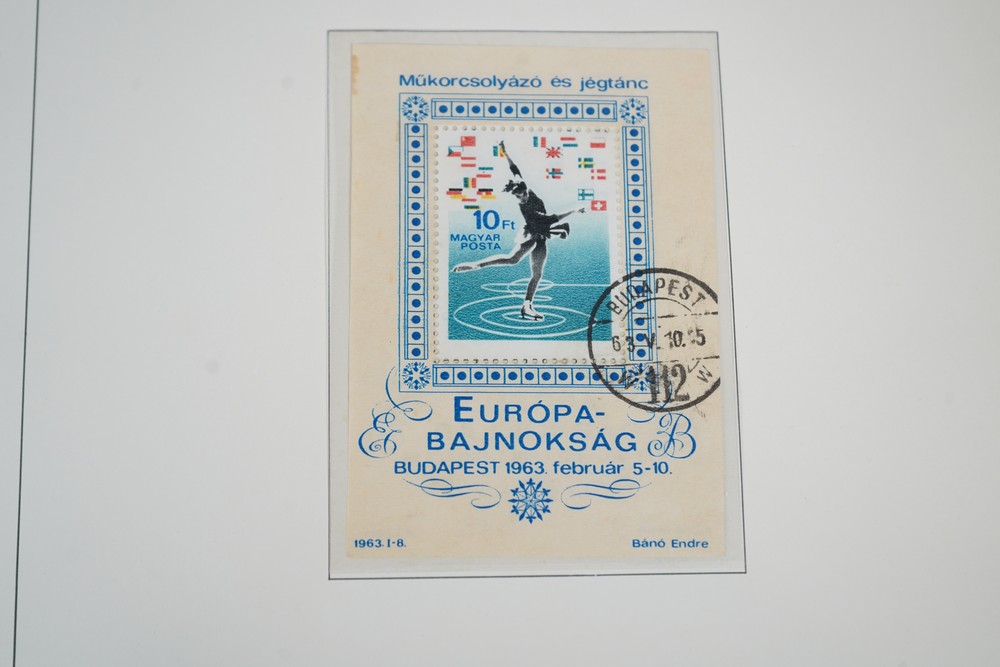 Műkorcsolyázó és jégtánc
10 Ft
MAGYAR
POSTA
BUDAPEST
112
EURÓPA-
BAJNOKSÁG
E B
BUDAPEST 1963. február 5-10.
1963. I-8.
Bánó Endre